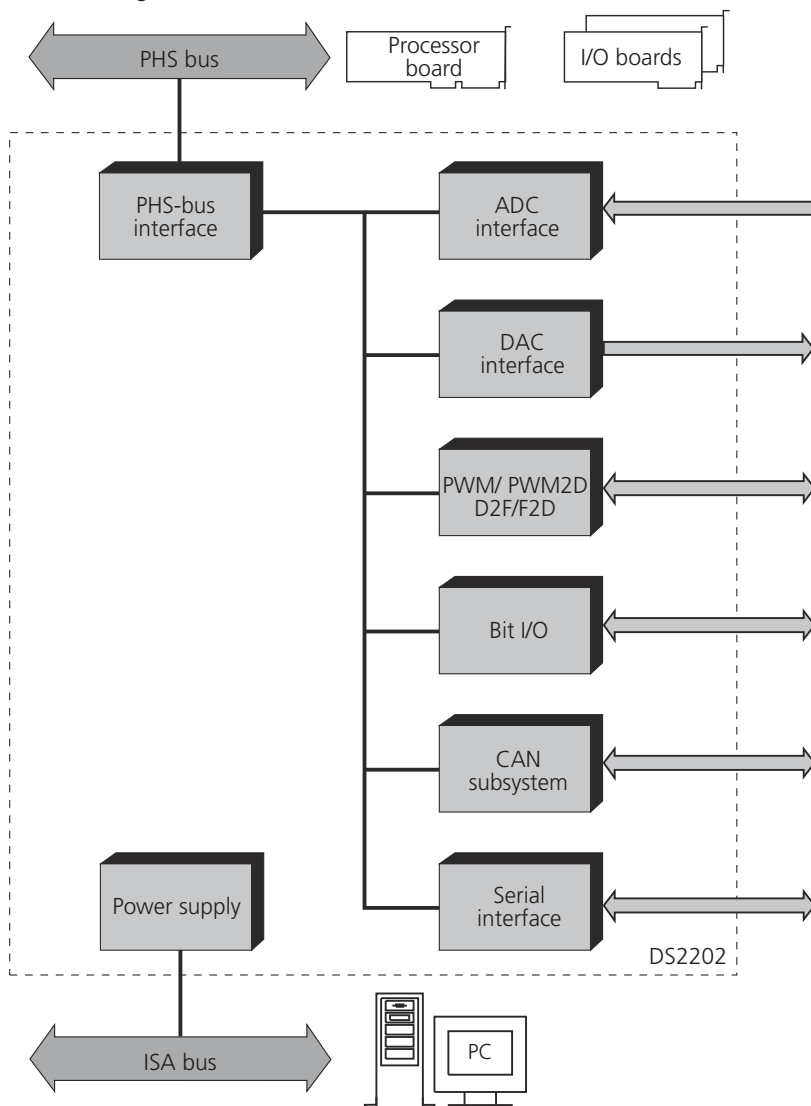 PHS bus
Processor
board
I/O boards
PHS-bus
interface
ADC
interface
DAC
interface
PWM/ PWM2D
D2F/F2D
Bit I/O
CAN
subsystem
Power supply
Serial
interface
DS2202
ISA bus
PC